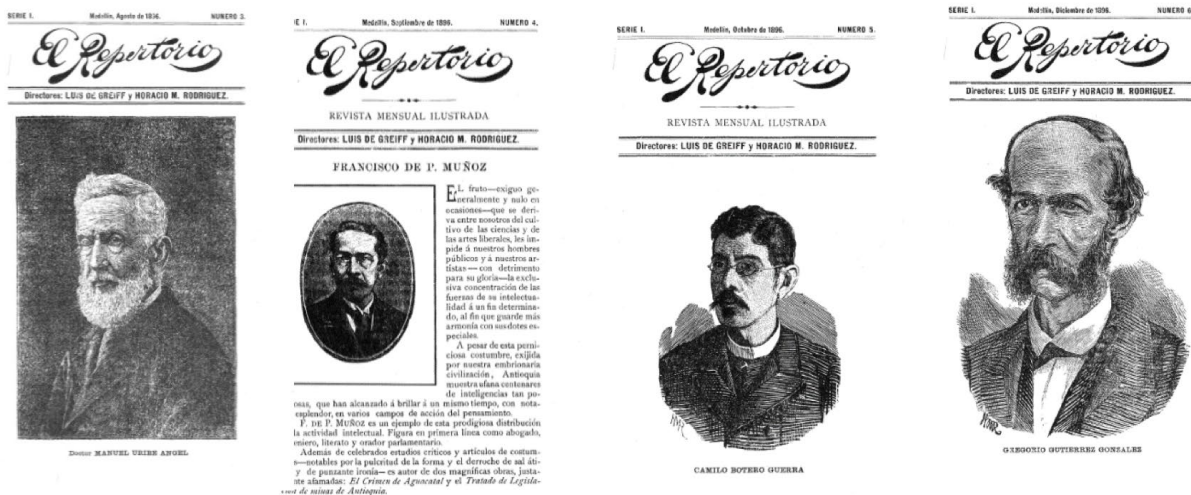 SERIE I. Medellín, Agosto de 1896. NUMERO 3.
El Repertorio
Directores: LUIS DE GREIFF y HORACIO M. RODRIGUEZ.
Doctor MANUEL URIBE ANGEL
IE I. Medellín, Septiembre de 1896. NUMERO 4.
El Repertorio
REVISTA MENSUAL ILUSTRADA
Directores: LUIS DE GREIFF y HORACIO M. RODRIGUEZ.
FRANCISCO DE P. MUÑOZ
EL fruto—exiguo ge-
neralmente y nulo en
ocasiones—que se deri-
va entre nosotros del cul-
tivo de las ciencias y de
las artes liberales, les im-
pide á nuestros hombres
públicos y á nuestros ar-
tistas—con detrimento
para su gloria—la exclu-
siva concentración de las
fuerzas de su intelectua-
lidad á un fin determina-
do, al fin que guarde más
armonía con sus dotes es-
peciales.
A pesar de esta perni-
ciosa costumbre, exijida
por nuestra embrionaria
civilización, Antioquia
muestra ufana centenares
de inteligencias tan po-
osas, que han alcanzado á brillar á un mismo tiempo, con nota-
esplendor, en varios campos de acción del pensamiento.
F. DE P. MUÑOZ es un ejemplo de esta prodigiosa distribución
la actividad intelectual. Figura en primera línea como abogado,
eniero, literato y orador parlamentario.
Además de celebrados estudios críticos y artículos de costum-
s—notables por la pulcritud de la forma y el derroche de sal áti-
y de punzante ironía—es autor de dos magníficas obras, justa-
te afamadas: El Crimen de Aguacatal y el Tratado de Legisla-
de minas de Antioquia.
SERIE I. Medellín, Octubre de 1896. NUMERO 5.
El Repertorio
REVISTA MENSUAL ILUSTRADA
Directores: LUIS DE GREIFF y HORACIO M. RODRIGUEZ.
HMR
CAMILO BOTERO GUERRA
SERIE I. Medellín, Diciembre de 1896. NUMERO 6
El Repertorio
Directores: LUIS DE GREIFF y HORACIO M. RODRIGUEZ.
HMR
GREGORIO GUTIERREZ GONZALEZ